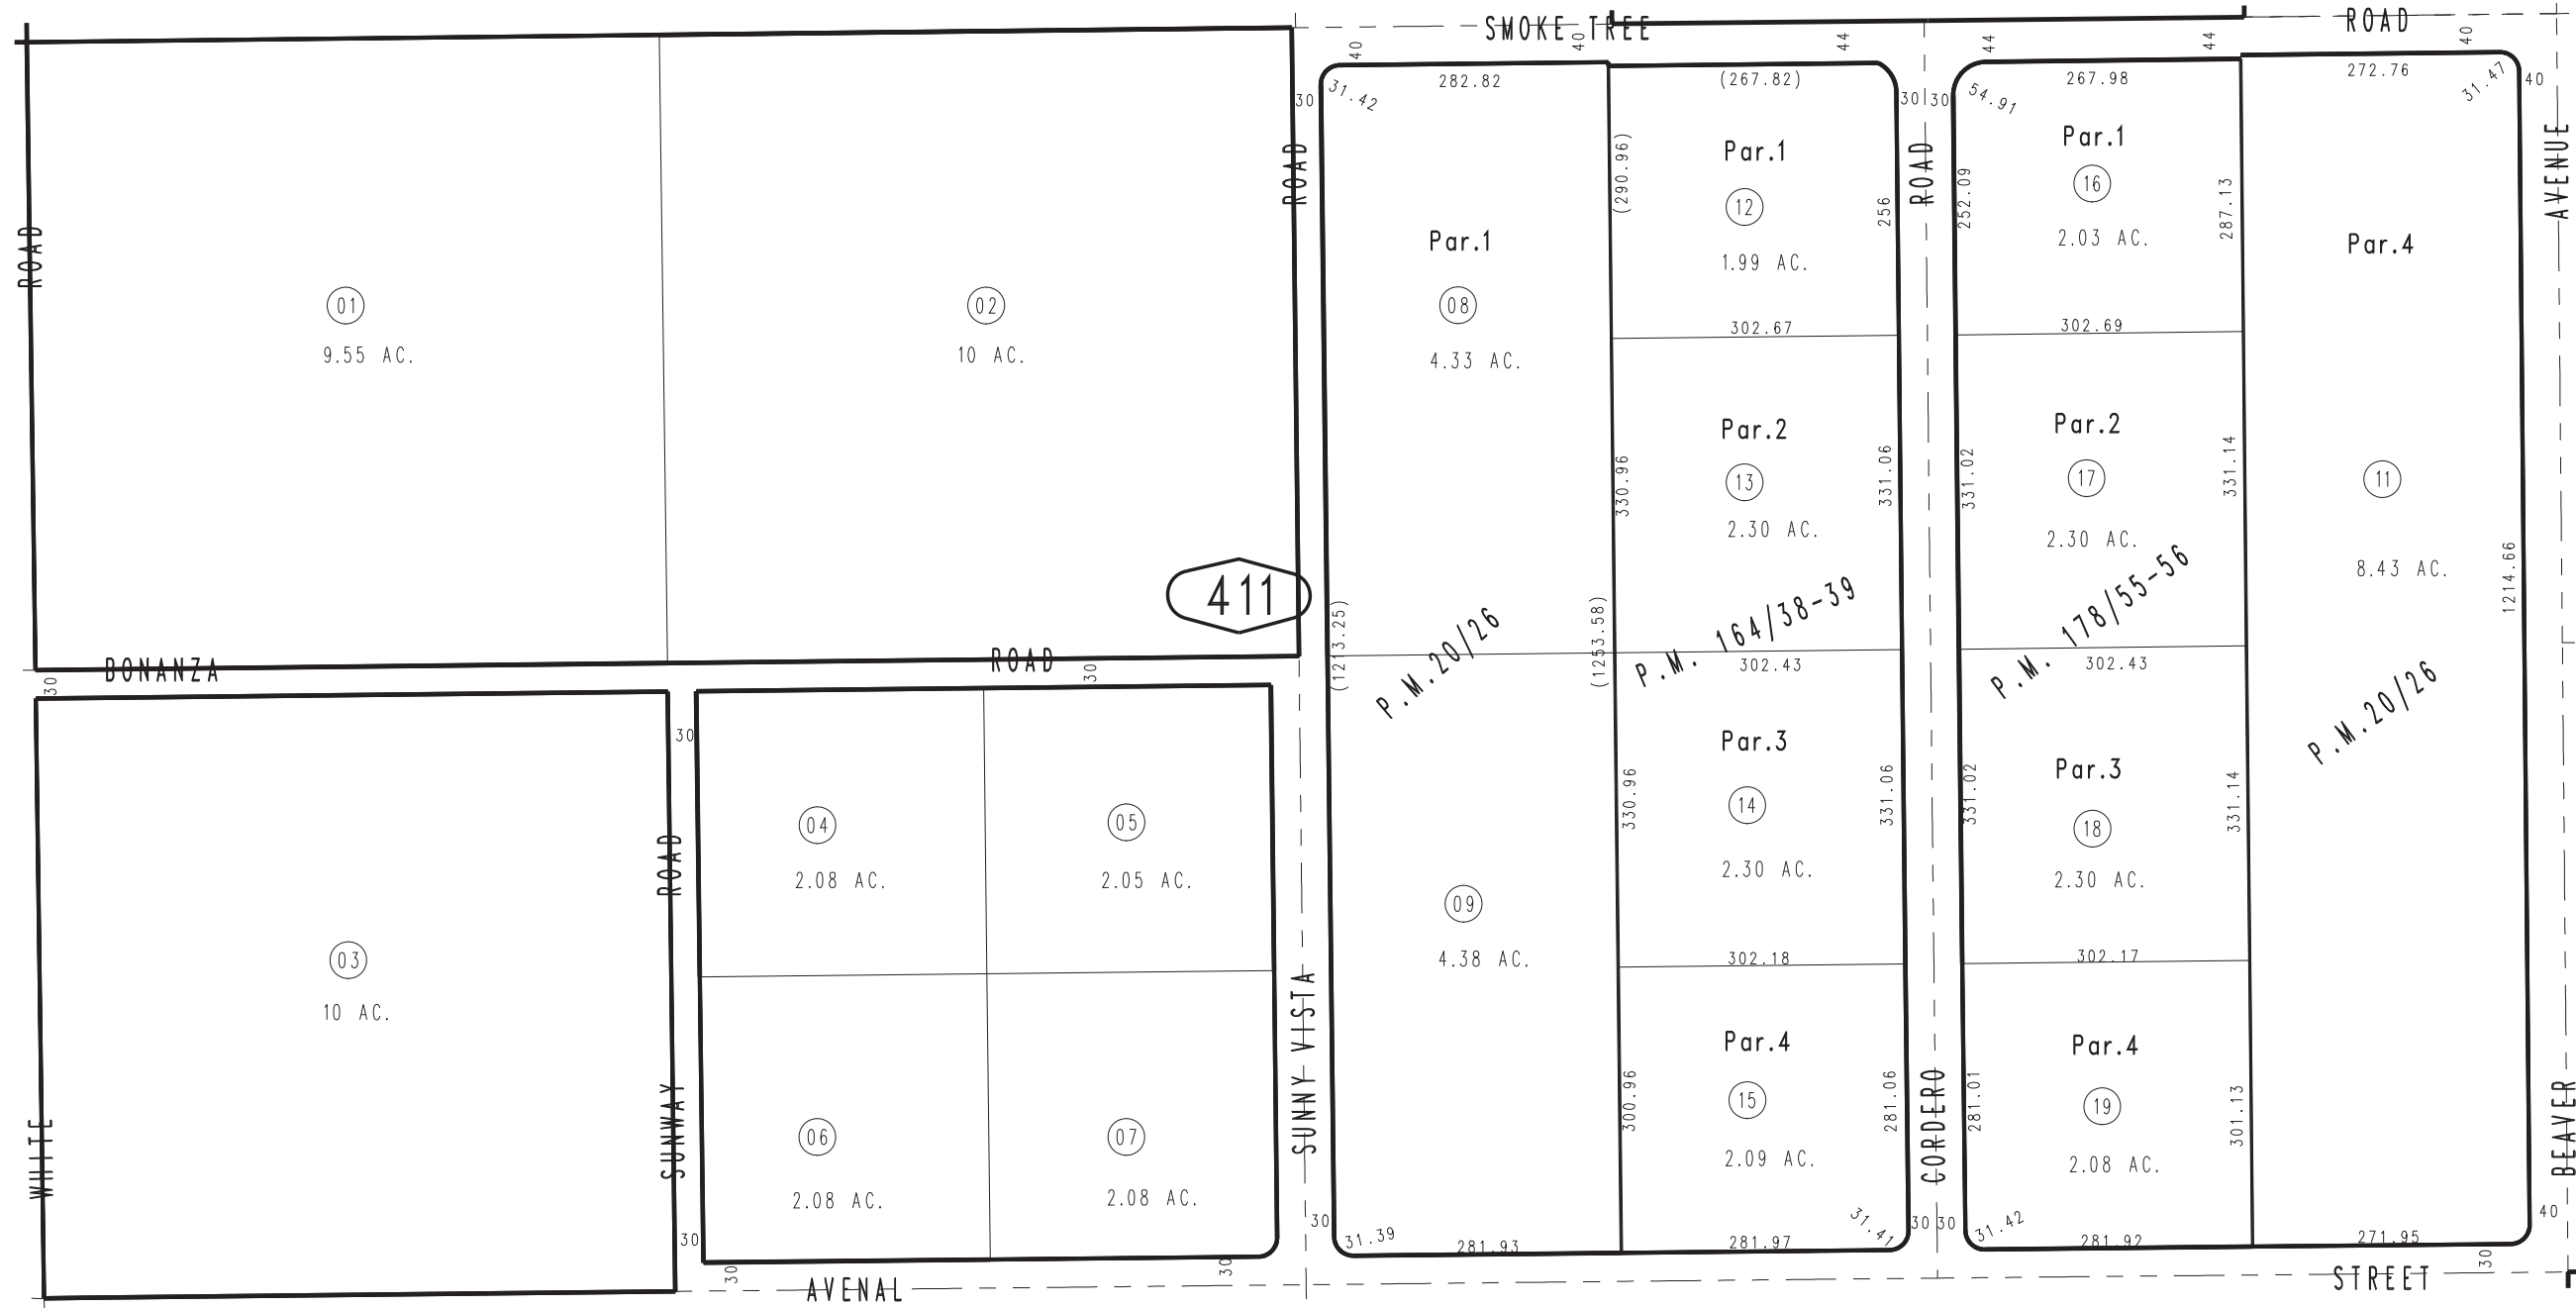 SMOKE TREE ROAD
40
40
44
44
44
40
282.82
(267.82)
267.98
272.76
31.47
40
30
31.42
30
30
54.91
ROAD
ROAD
AVENUE
ROAD
01
9.55 AC.
02
10 AC.
Par.1
08
4.33 AC.
(290.96)
Par.1
12
1.99 AC.
256
302.67
252.09
Par.1
16
2.03 AC.
287.13
302.69
Par.4
11
8.43 AC.
1214.66
330.96
Par.2
13
2.30 AC.
331.06
331.02
Par.2
17
2.30 AC.
331.14
411
(1213.25)
P.M.20/26
(1253.58)
P.M. 164/38-39
302.43
P.M. 178/55-56
302.43
P.M.20/26
BONANZA ROAD
30
30
30
ROAD
03
10 AC.
04
2.08 AC.
05
2.05 AC.
09
4.38 AC.
330.96
Par.3
14
2.30 AC.
331.06
302.18
331.02
Par.3
18
2.30 AC.
331.14
302.17
WHITE
SUNWAY
06
2.08 AC.
07
2.08 AC.
SUNNY VISTA
300.96
Par.4
15
2.09 AC.
281.06
CORDERO
281.01
Par.4
19
2.08 AC.
301.13
BEAVER
30
30
31.39
281.93
281.97
31.41
30
30
31.42
281.92
271.95
40
30
30
30
AVENAL STREET